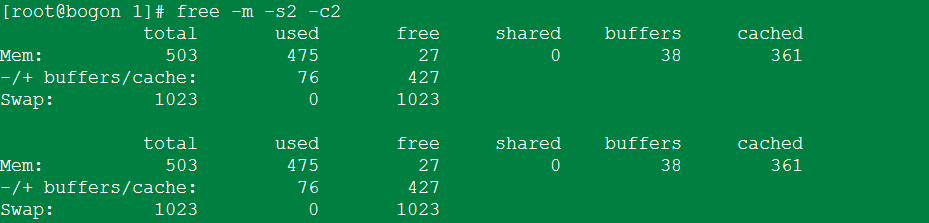 [root@bogon 1]# free -m -s2 -c2
             total       used       free     shared    buffers     cached
Mem:           503        475         27          0         38        361
-/+ buffers/cache:         76        427
Swap:         1023          0       1023

             total       used       free     shared    buffers     cached
Mem:           503        475         27          0         38        361
-/+ buffers/cache:         76        427
Swap:         1023          0       1023